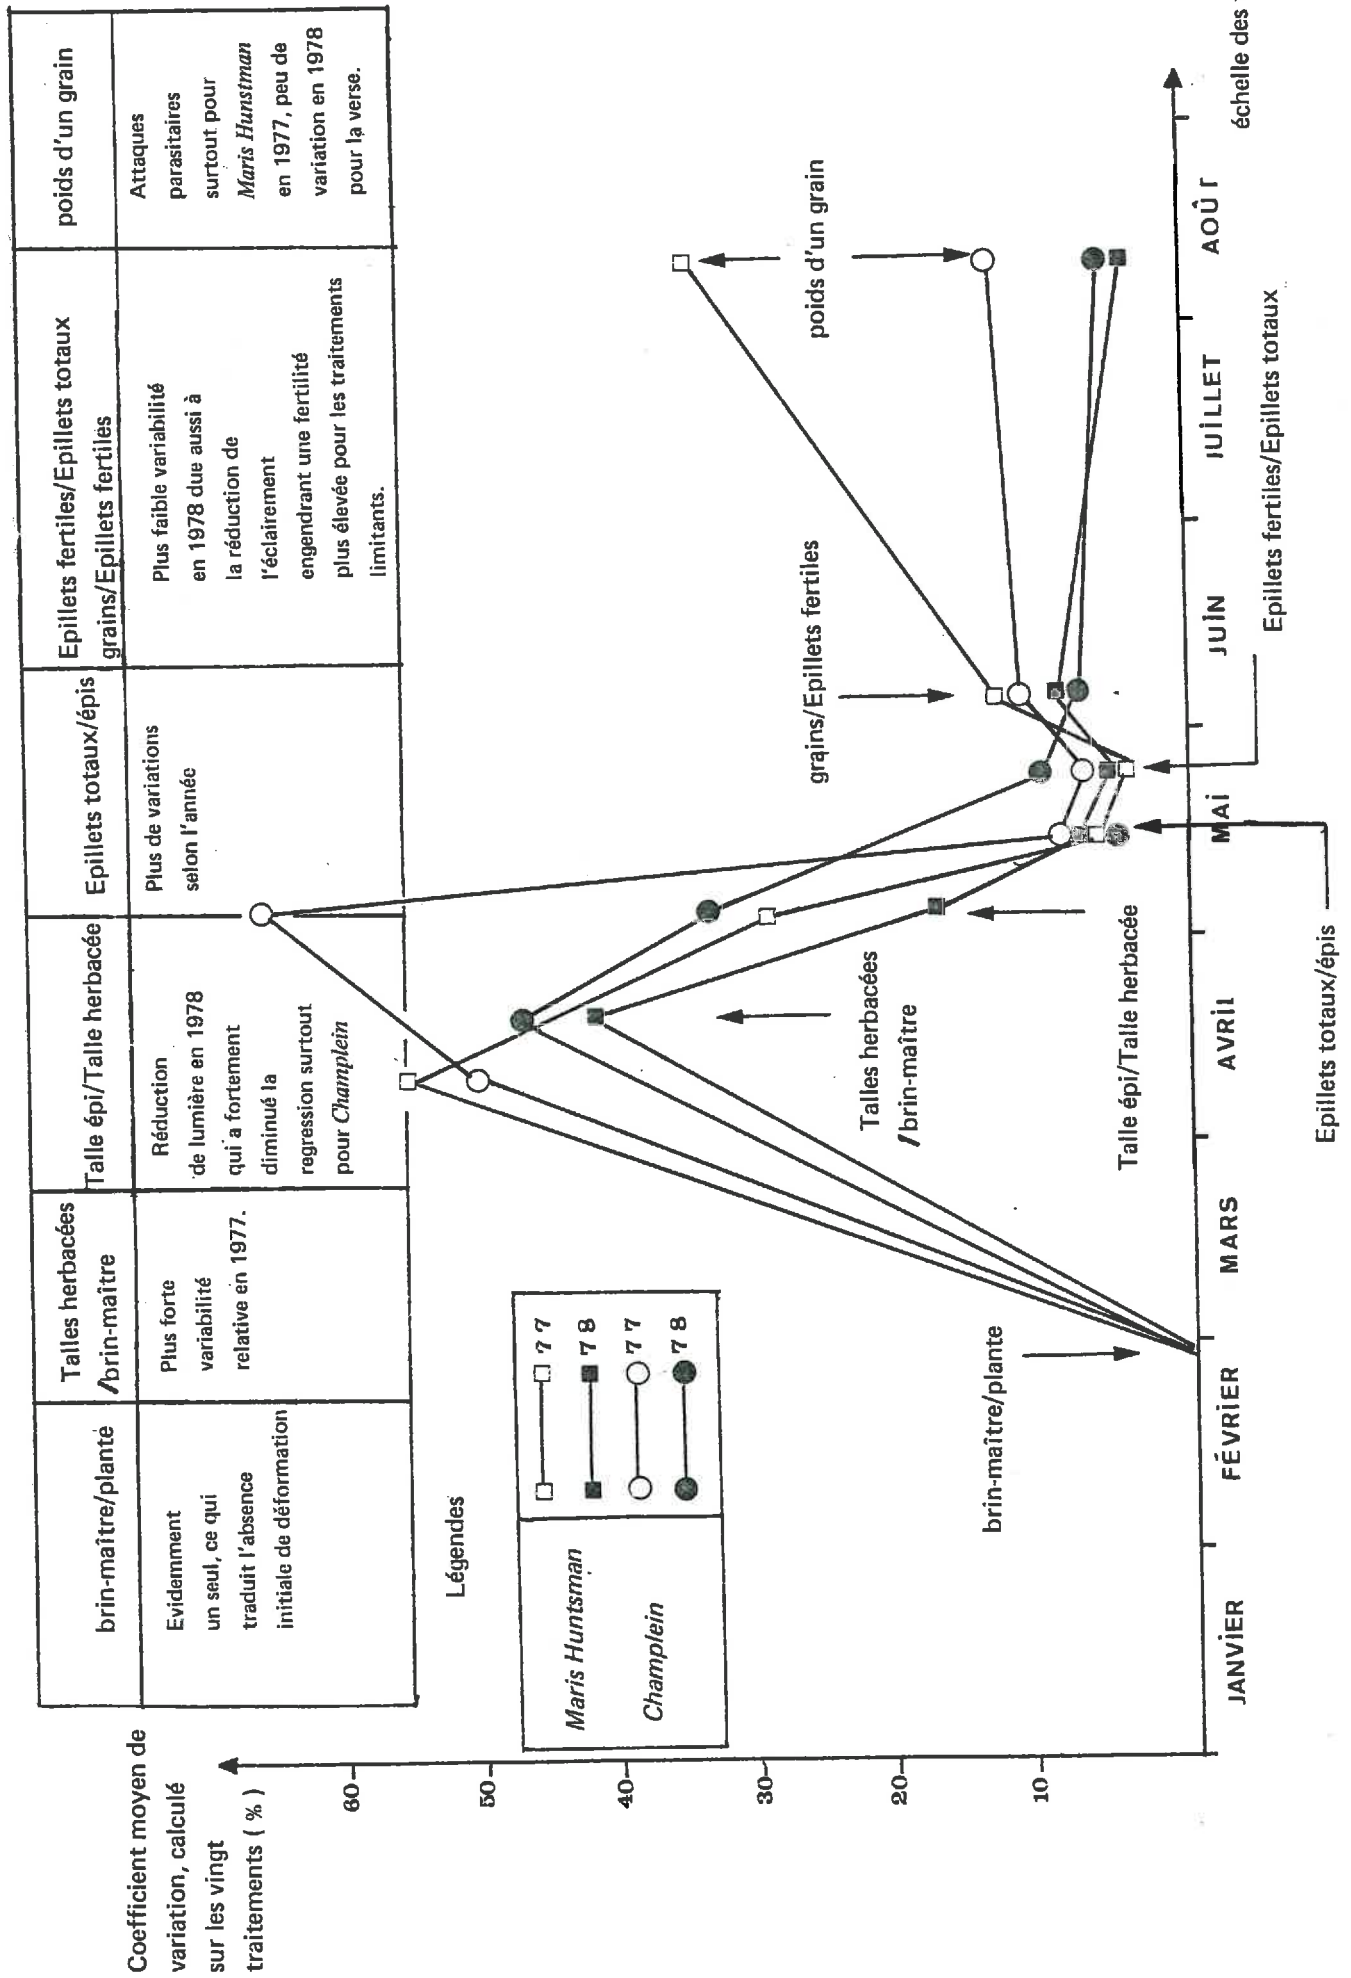 Coefficient moyen de
variation, calculé
sur les vingt
traitements ( % )
brin-maître/planté
Evidemment
un seul, ce qui
traduit l'absence
initiale de déformation
Talles herbacées
/brin-maître
Plus forte
variabilité
relative en 1977.
Talle épi/Talle herbacée
Réduction
de lumière en 1978
qui a fortement
diminué la
regression surtout
pour Champlein
Epillets totaux/épis
Plus de variations
selon l'année
Epillets fertiles/Epillets totaux
grains/Epillets fertiles
Plus faible variabilité
en 1978 due aussi à
la réduction de
l'éclairement
engendrant une fertilité
plus élevée pour les traitements
limitants.
poids d'un grain
Attaques
parasitaires
surtout pour
Maris Hunstman
en 1977, peu de
variation en 1978
pour la verse.
60
50
40
30
20
10
Légendes
Maris Huntsman
Champlein
77
78
77
78
brin-maître/plante
Talles herbacées
/brin-maître
Talle épi/Talle herbacée
grains/Epillets fertiles
poids d'un grain
JANVIER
FÉVRIER
MARS
AVRIL
MAI
JUIN
JUILLET
AOÛT
échelle des
Epillets totaux/épis
Epillets fertiles/Epillets totaux